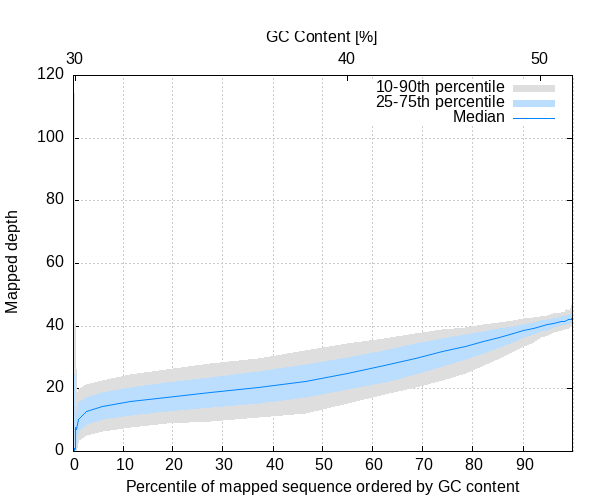 GC Content [%]
30 40 50
120
100
80
60
40
20
0
10-90th percentile
25-75th percentile
Median
Mapped depth
0 10 20 30 40 50 60 70 80 90
Percentile of mapped sequence ordered by GC content